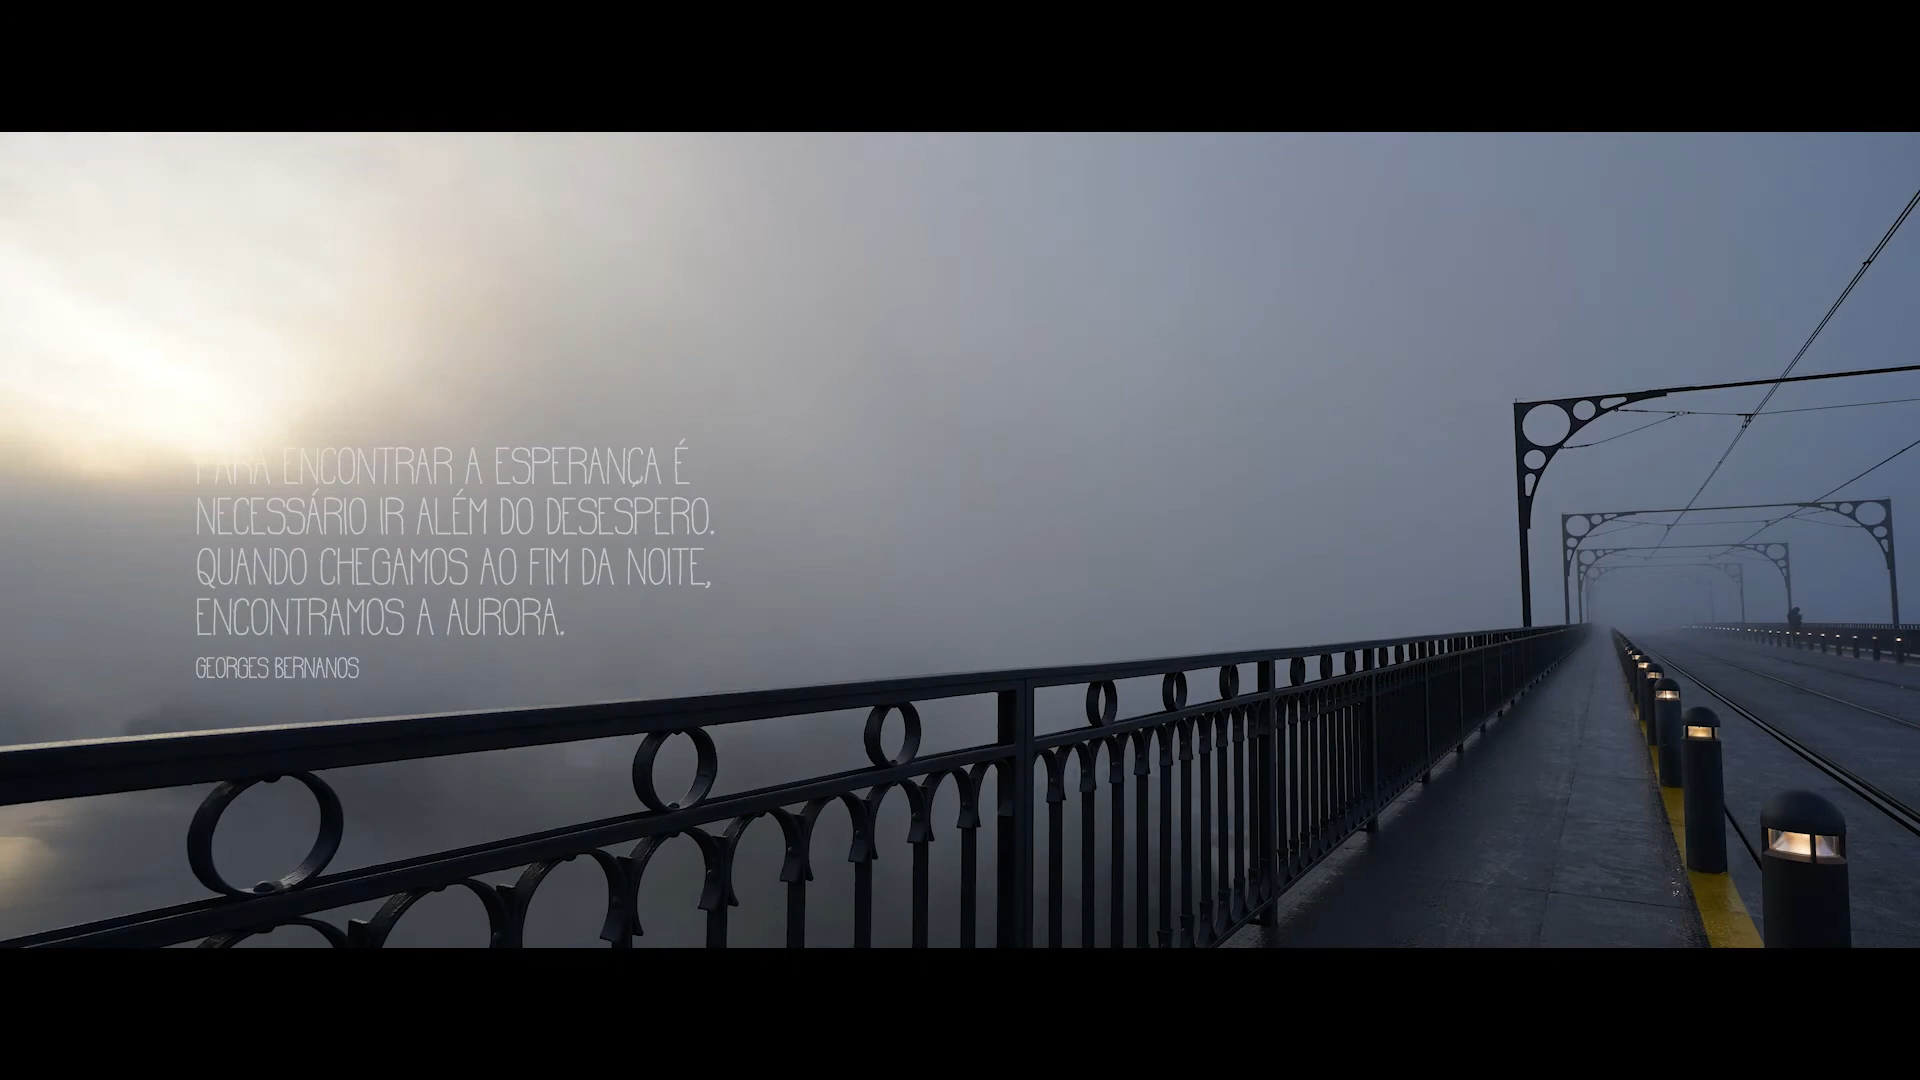 PARA ENCONTRAR A ESPERANÇA É
NECESSÁRIO IR ALÉM DO DESESPERO.
QUANDO CHEGAMOS AO FIM DA NOITE,
ENCONTRAMOS A AURORA.
GEORGES BERNANOS